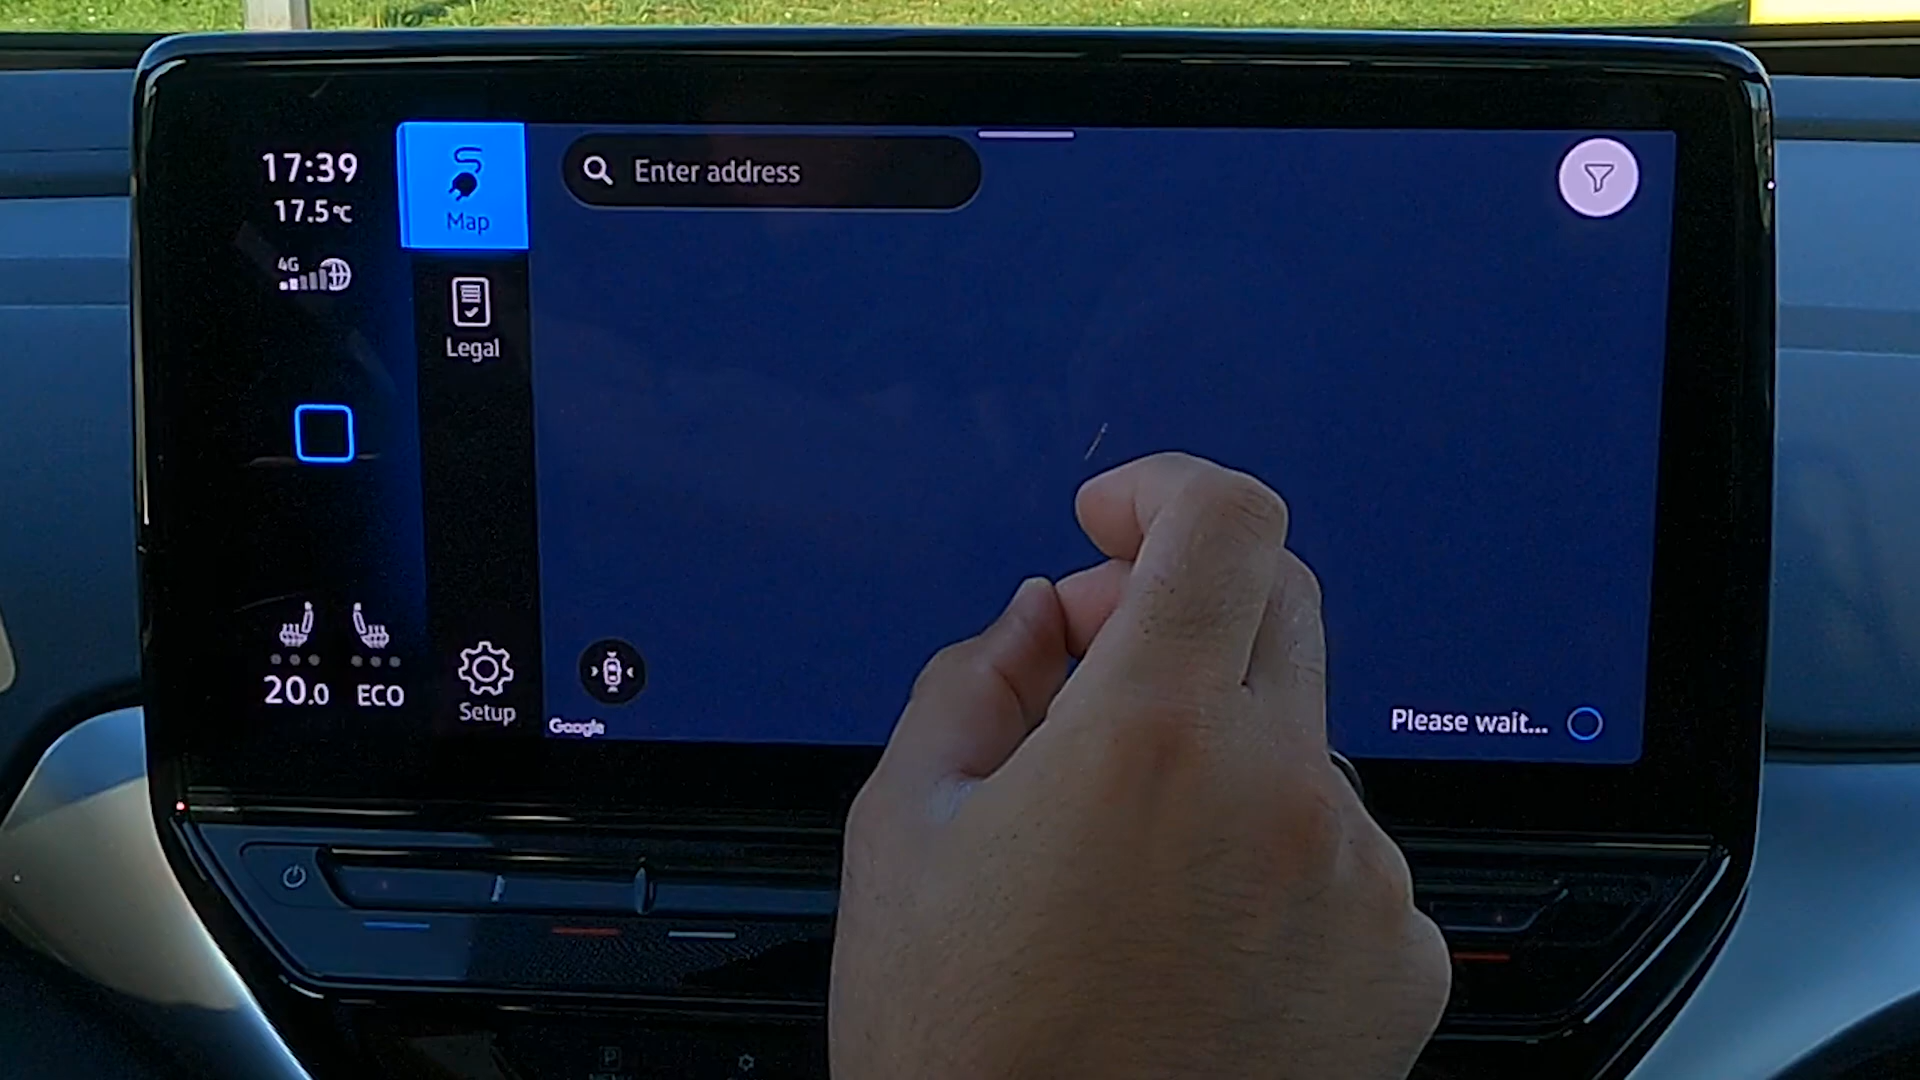 17:39
17.5°C
4G
Map
Legal
Enter address
20.0
ECO
Setup
Google
Please wait...
P